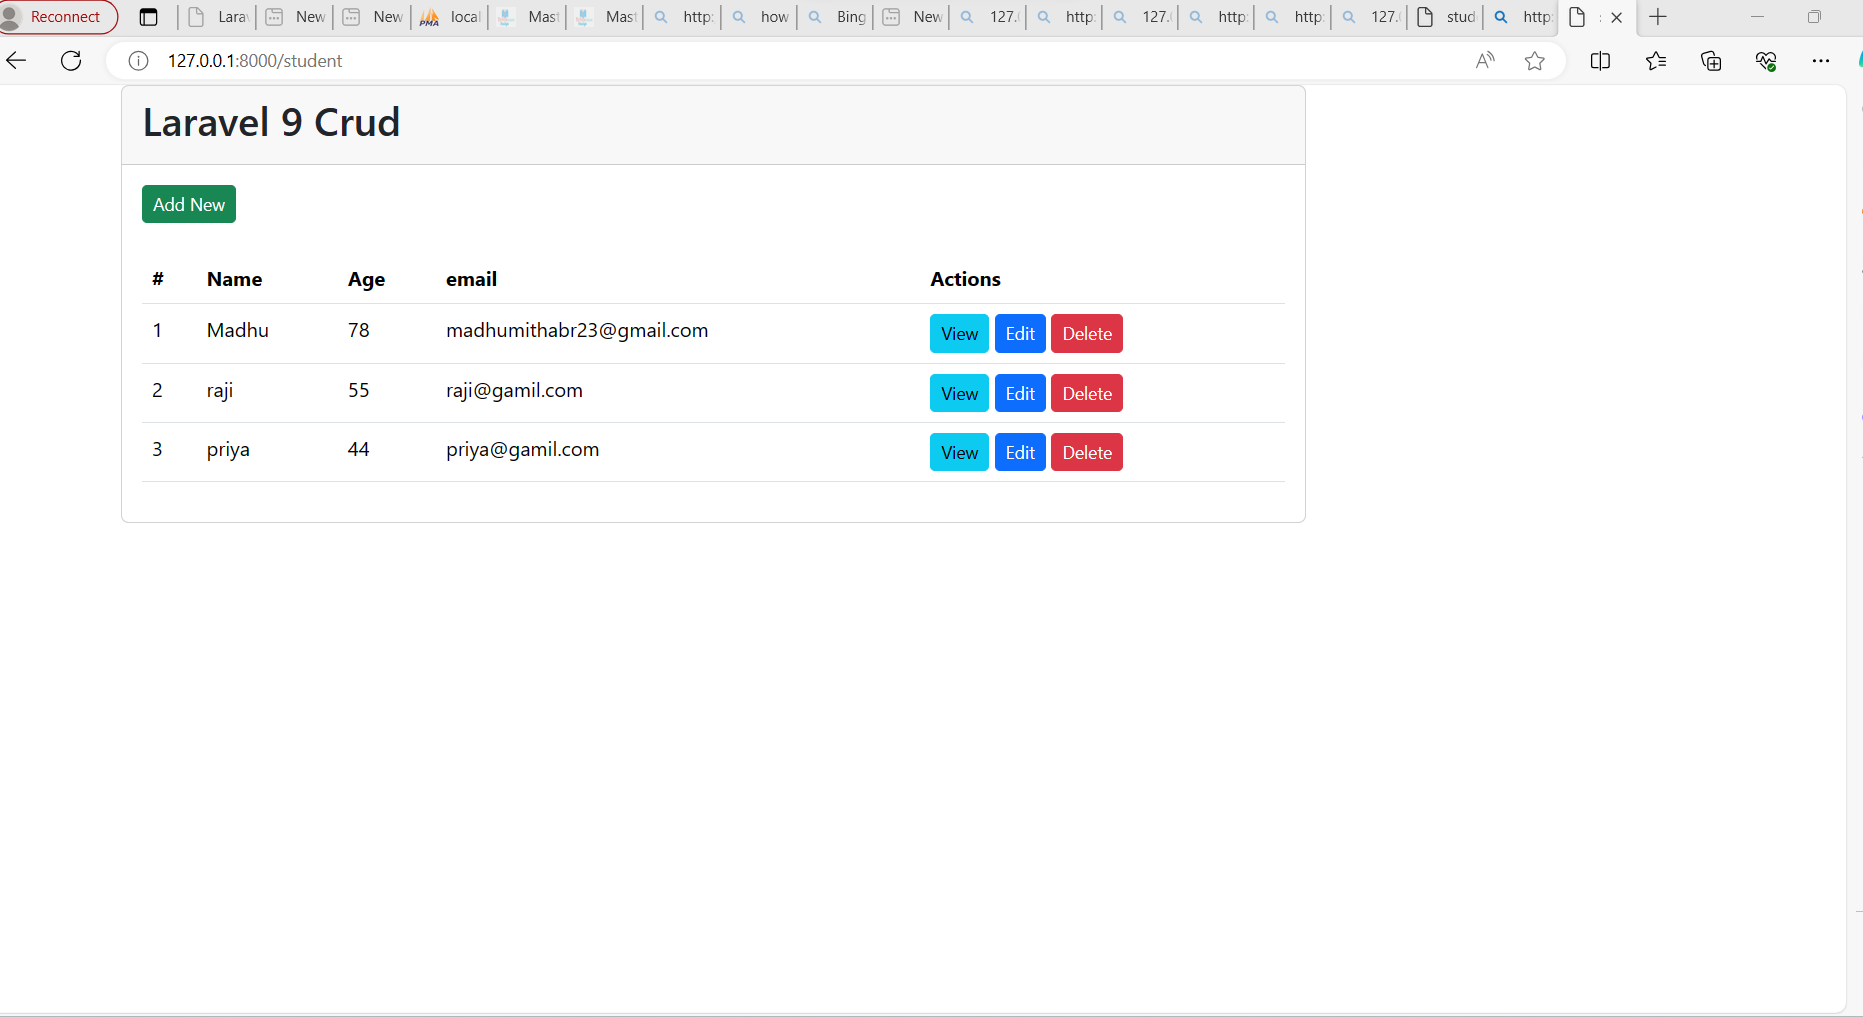 Reconnect Lara New New local Mast Mast http: how Bing New 127.( http: 127.( http: http: 127.( stud http:
127.0.0.1:8000/student
Laravel 9 Crud
Add New
# Name Age email Actions
1 Madhu 78 madhumithabr23@gmail.com View Edit Delete
2 raji 55 raji@gamil.com View Edit Delete
3 priya 44 priya@gamil.com View Edit Delete